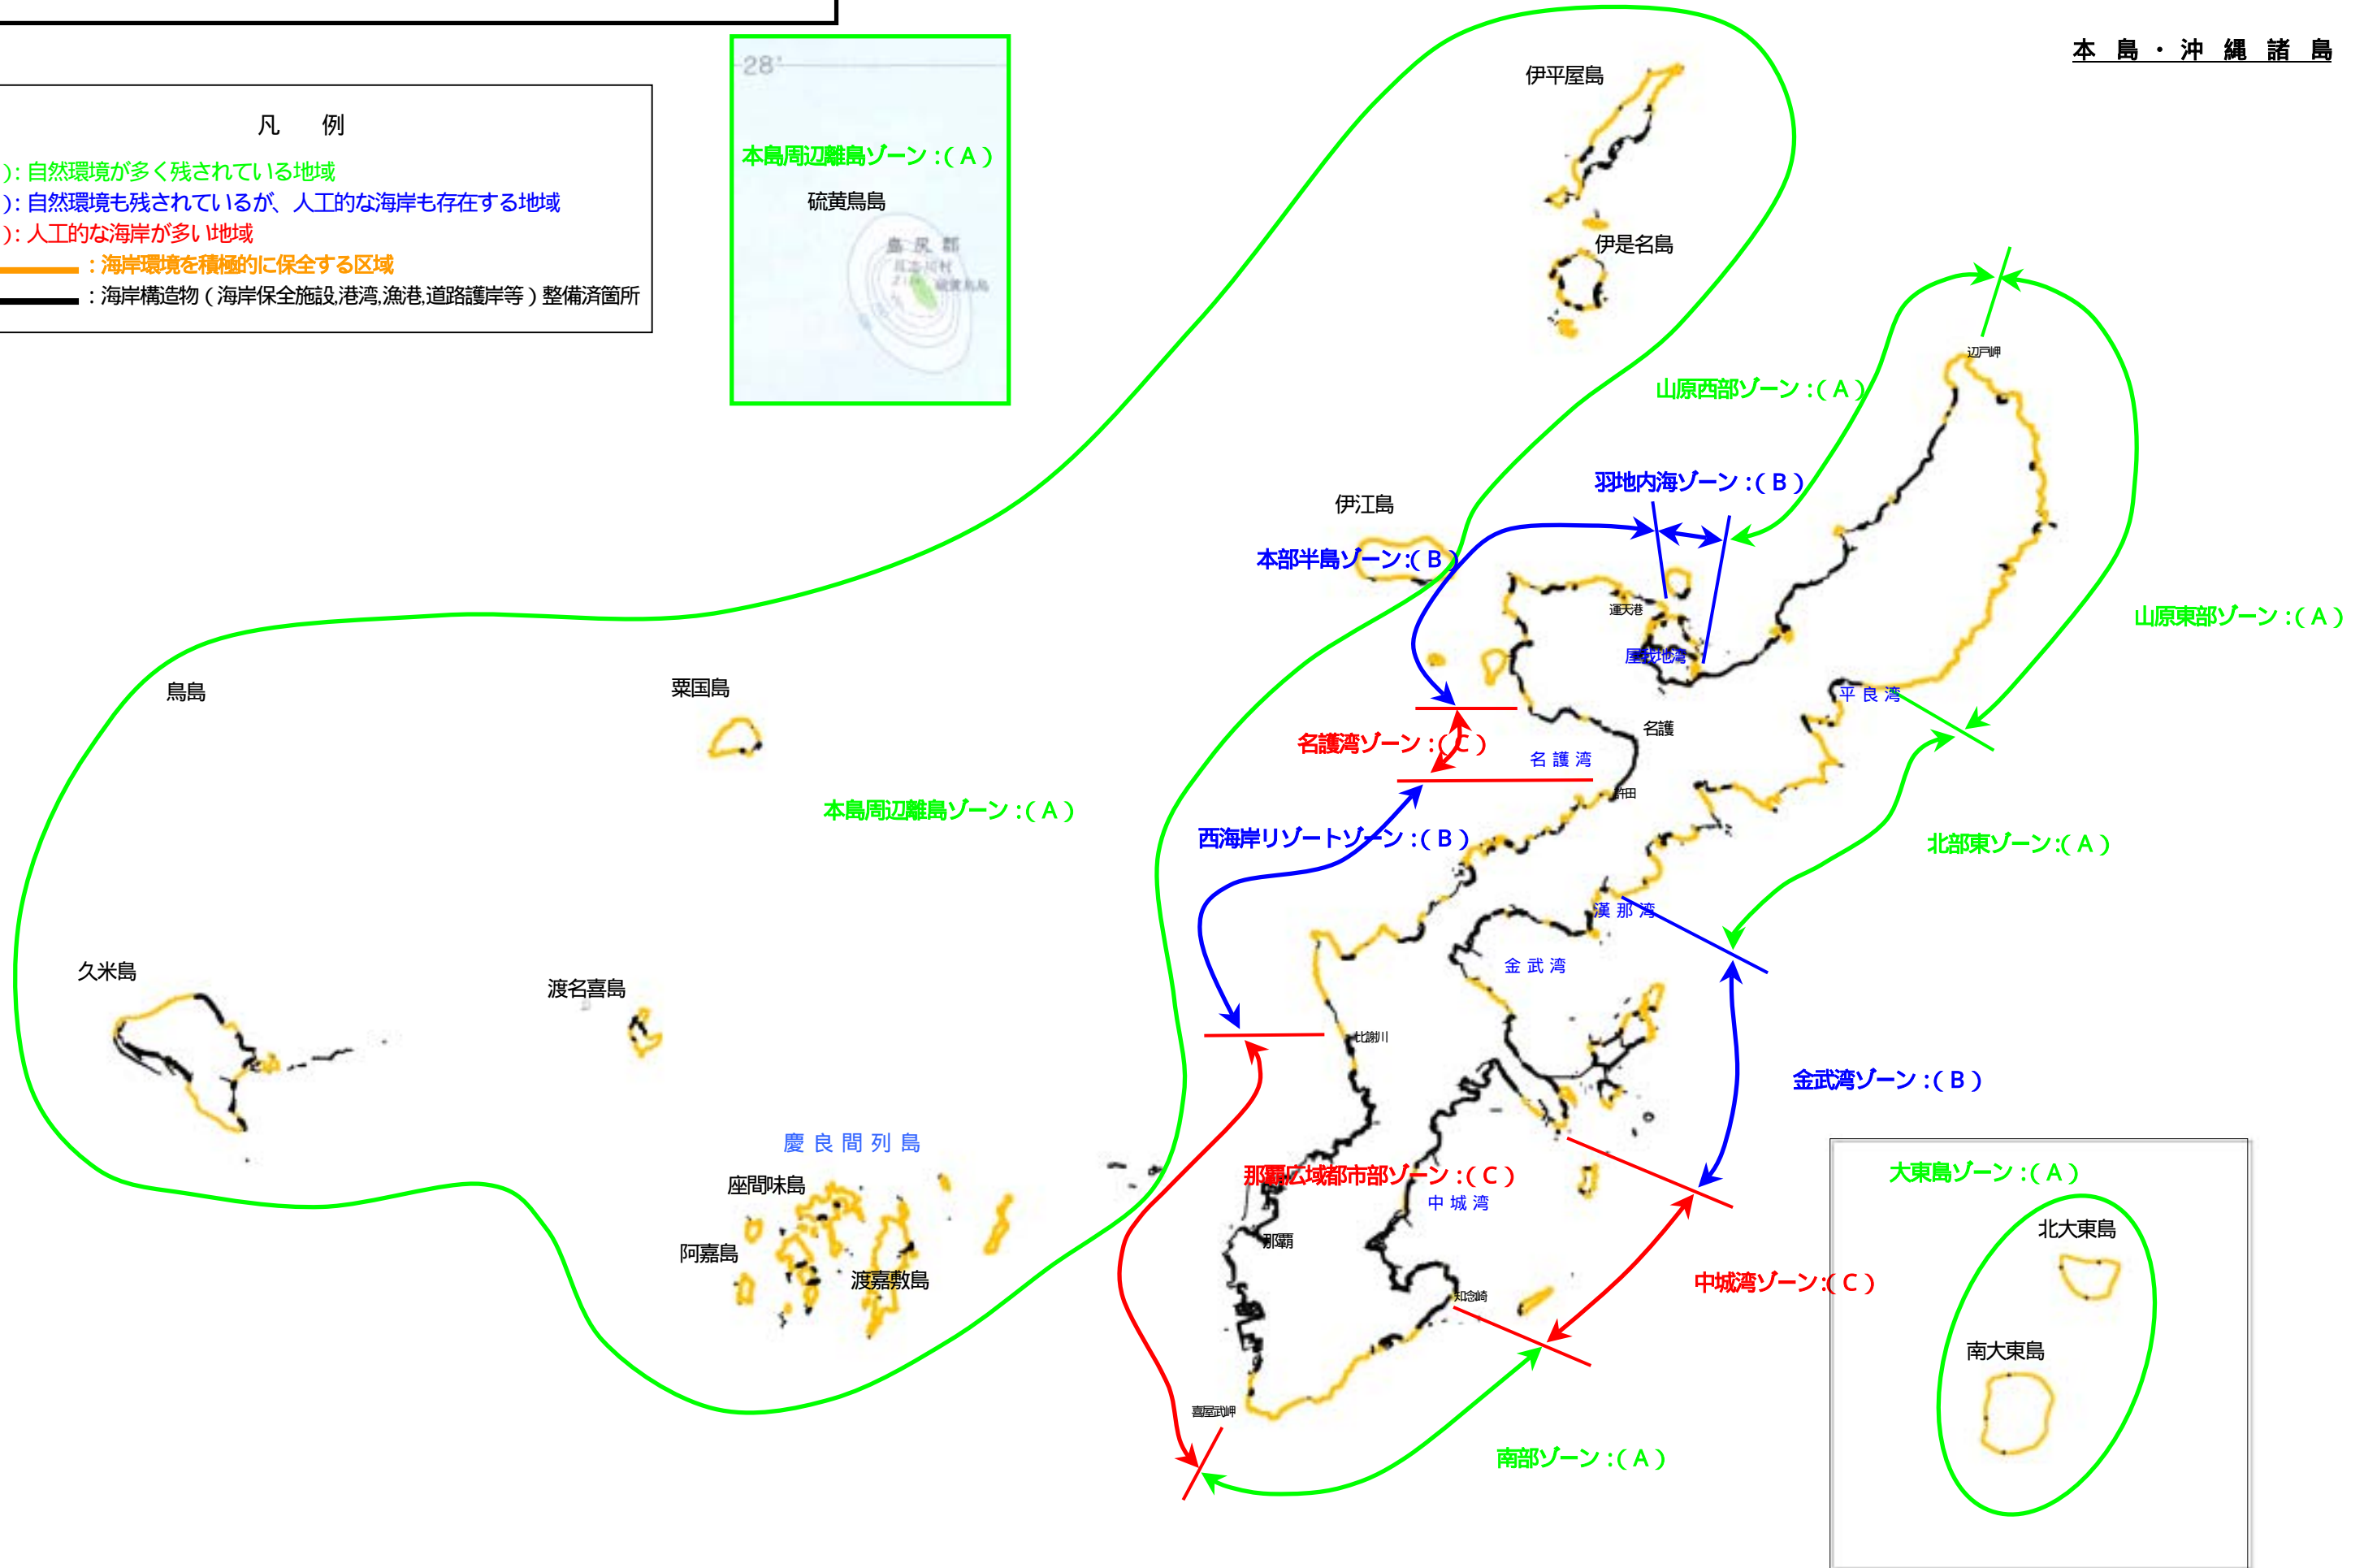 本島・沖縄諸島
凡　例
): 自然環境が多く残されている地域
): 自然環境も残されているが、人工的な海岸も存在する地域
): 人工的な海岸が多い地域
: 海岸環境を積極的に保全する区域
: 海岸構造物(海岸保全施設,港湾,漁港,道路護岸等)整備済箇所
28°
本島周辺離島ゾーン:(A)
硫黄鳥島
島尻郡
硫黄鳥島
伊平屋島
伊是名島
辺戸岬
山原西部ゾーン:(A)
羽地内海ゾーン:(B)
伊江島
本部半島ゾーン:(B)
運天港
山原東部ゾーン:(A)
屋我地湾
鳥島
粟国島
平良湾
名護
名護湾ゾーン:(C)
名護湾
許田
本島周辺離島ゾーン:(A)
西海岸リゾートゾーン:(B)
北部東ゾーン:(A)
漢那湾
金武湾
久米島
渡名喜島
比謝川
金武湾ゾーン:(B)
慶良間列島
座間味島
那覇広域都市部ゾーン:(C)
中城湾
大東島ゾーン:(A)
北大東島
那覇
阿嘉島
渡嘉敷島
中城湾ゾーン:(C)
知念崎
南大東島
喜屋武岬
南部ゾーン:(A)